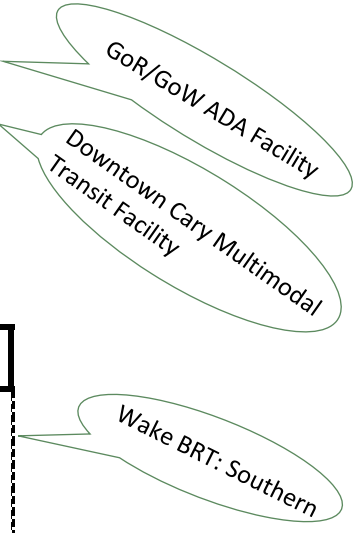 GoR/GoW ADA Facility
Downtown Cary Multimodal
Transit Facility
Wake BRT: Southern